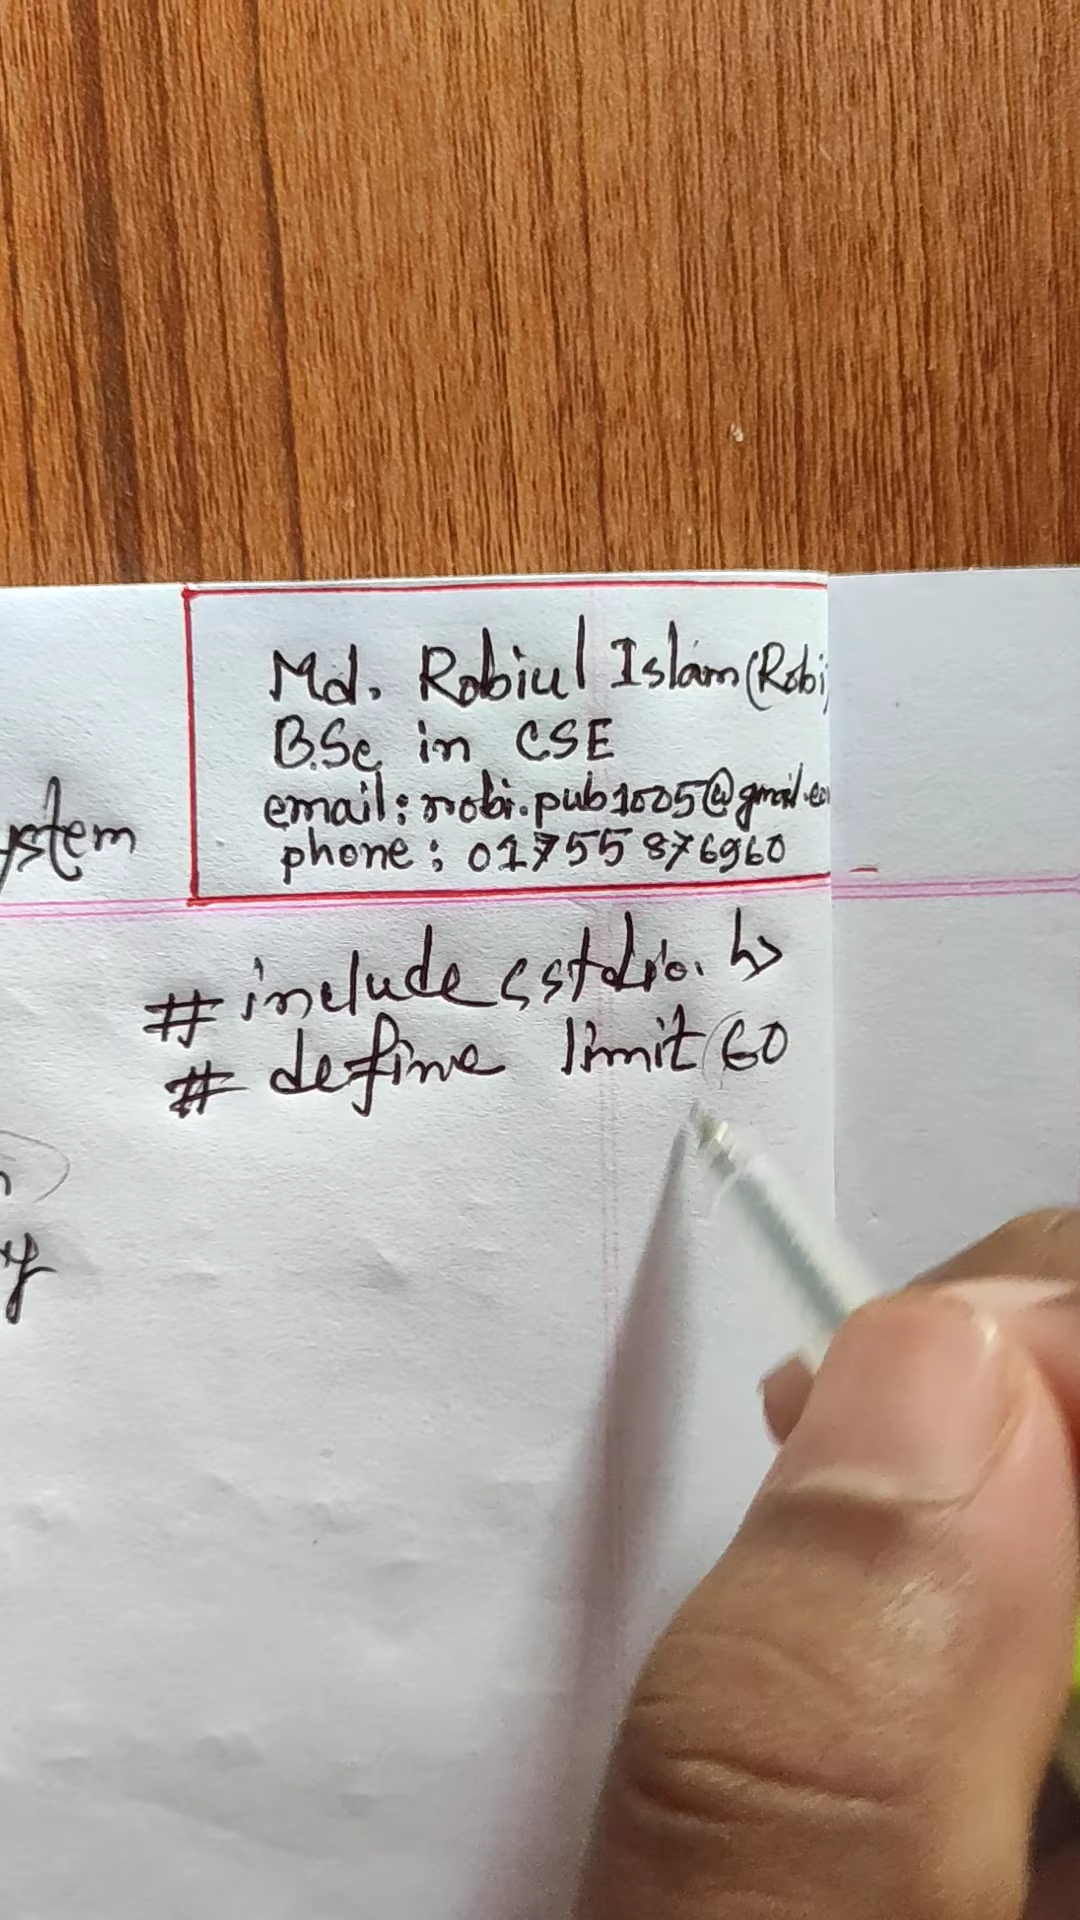 Md. Robiul Islam (Robi)
B.Sc in CSE
email: robi.pub1005@gmail.co
phone: 01755 876960
ystem
# include <stdio.h>
# define limit 60
y